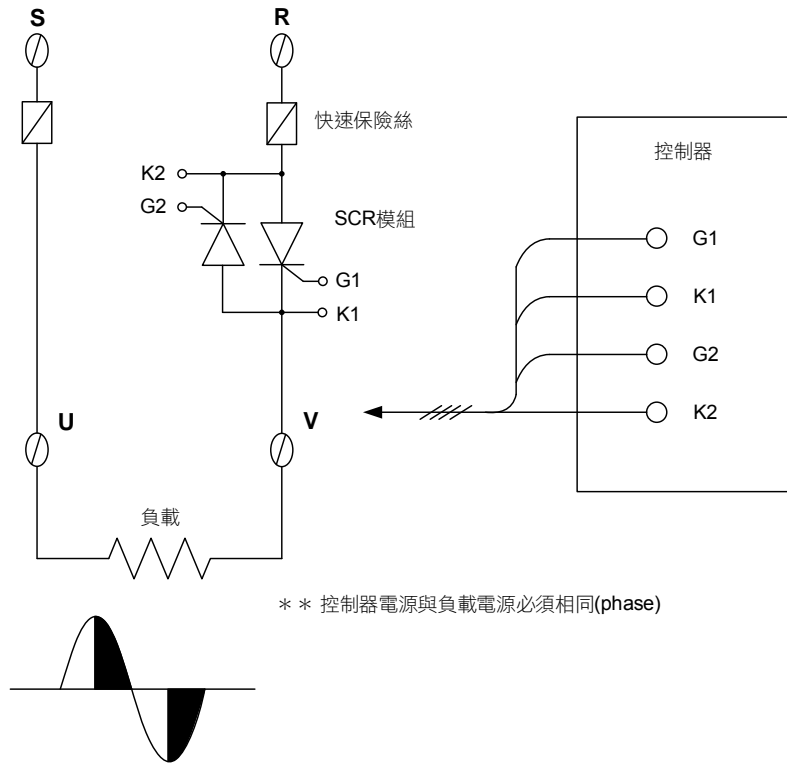 S
R
快速保險絲
控制器
K2
G2
SCR模組
G1
K1
G1
K1
G2
K2
U
V
負載
＊＊ 控制器電源與負載電源必須相同(phase)